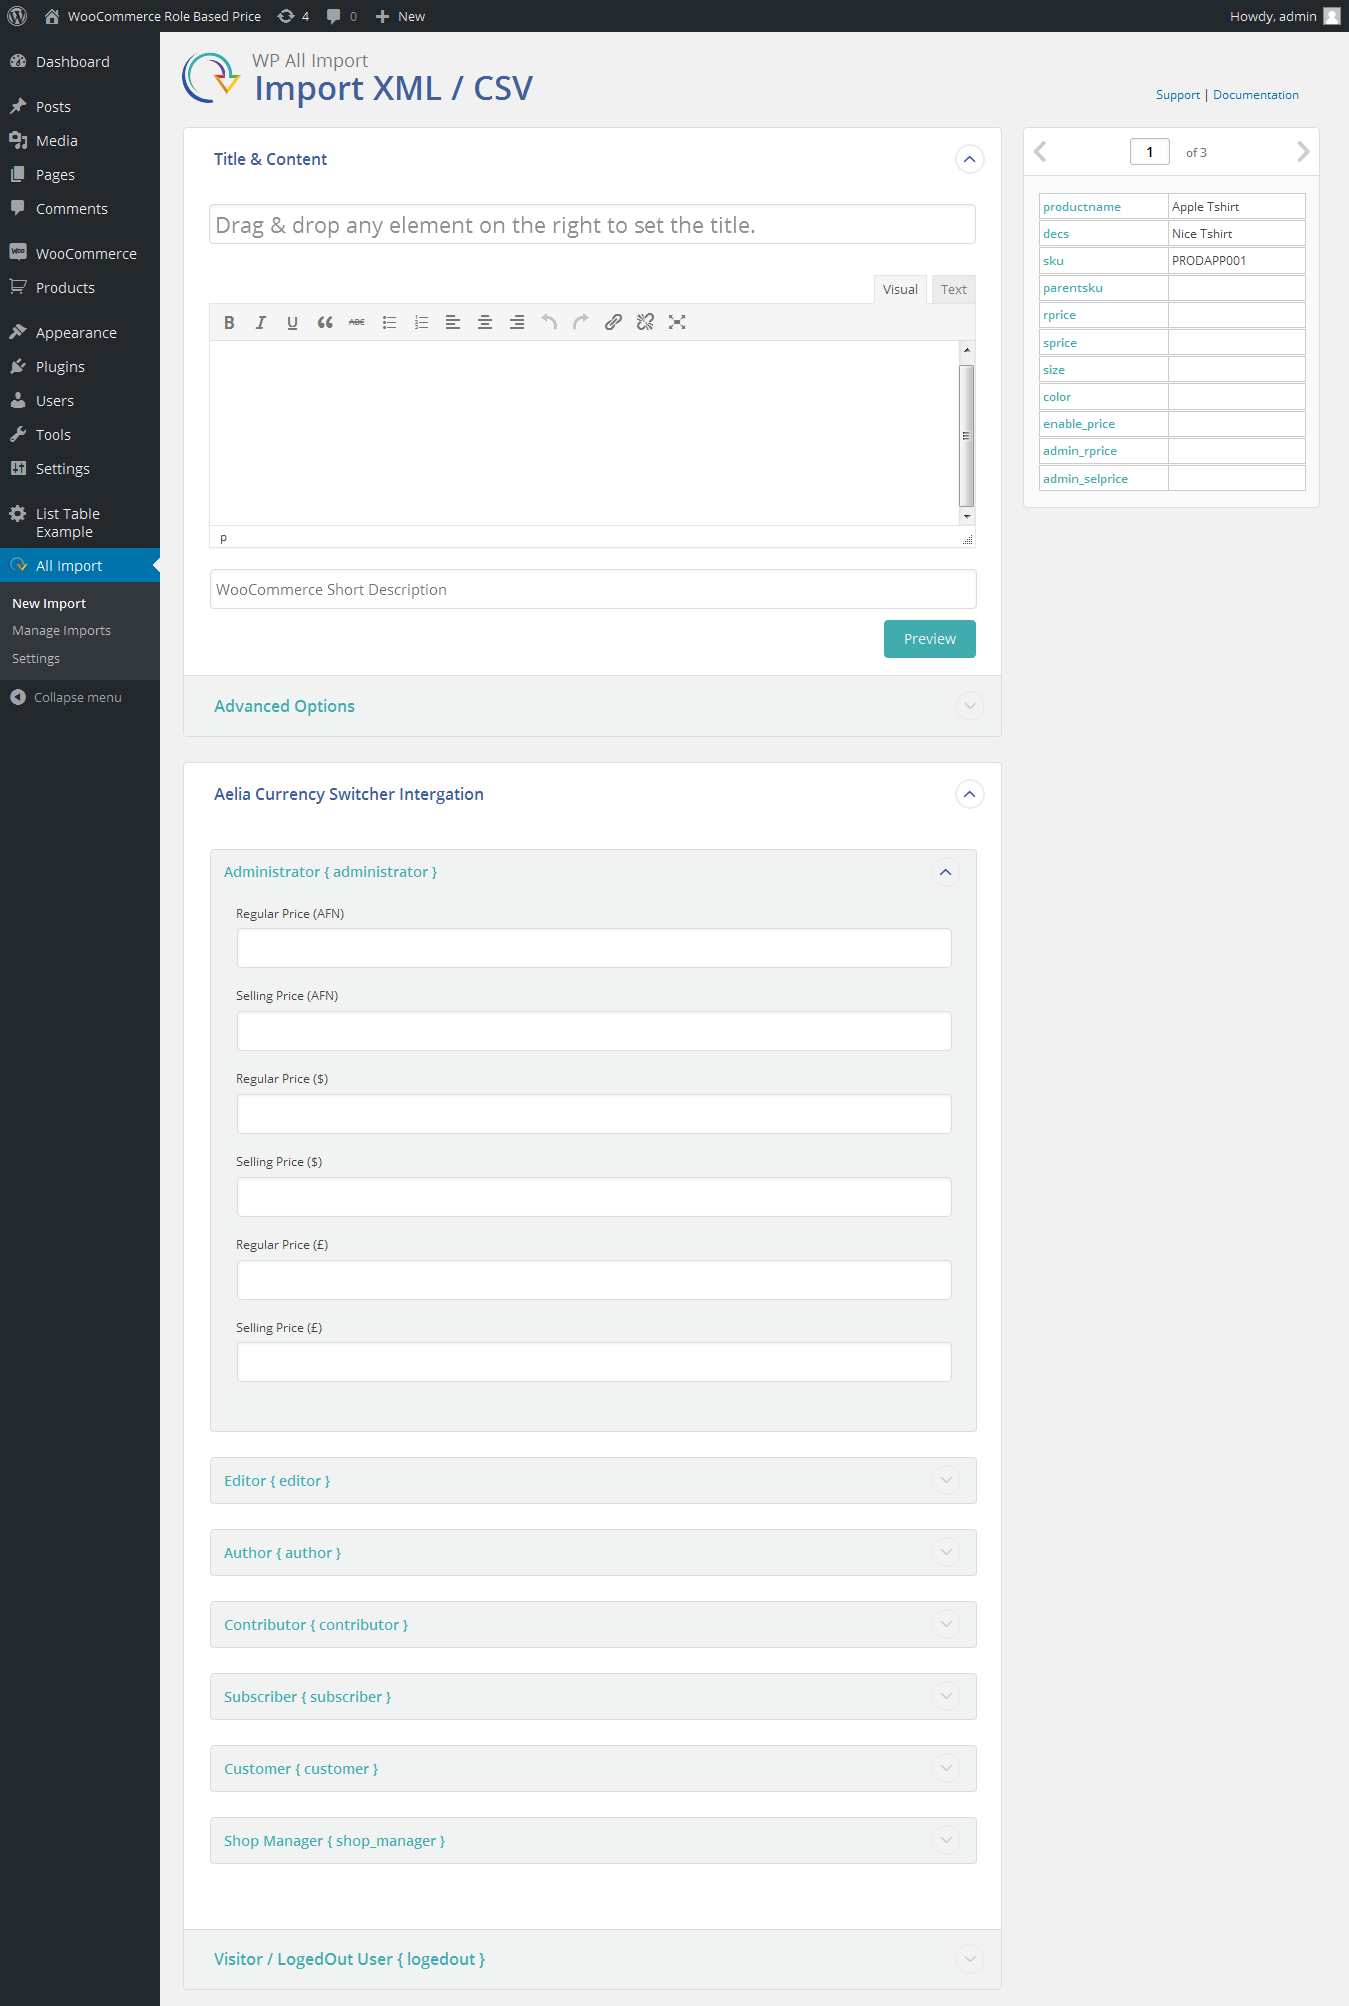 WooCommerce Role Based Price 4 0 New Howdy, admin
Dashboard
Posts
Media
Pages
Comments
WooCommerce
Products
Appearance
Plugins
Users
Tools
Settings
List Table
Example
All Import
New Import
Manage Imports
Settings
Collapse menu
WP All Import
Import XML / CSV
Support | Documentation
Title & Content
Drag & drop any element on the right to set the title.
Visual Text
B I U ABC
p
WooCommerce Short Description
Preview
Advanced Options
1 of 3
productname Apple Tshirt
decs Nice Tshirt
sku PRODAPP001
parentsku
rprice
sprice
size
color
enable_price
admin_rprice
admin_selprice
Aelia Currency Switcher Intergation
Administrator { administrator }
Regular Price (AFN)
Selling Price (AFN)
Regular Price ($)
Selling Price ($)
Regular Price (£)
Selling Price (£)
Editor { editor }
Author { author }
Contributor { contributor }
Subscriber { subscriber }
Customer { customer }
Shop Manager { shop_manager }
Visitor / LogedOut User { logedout }